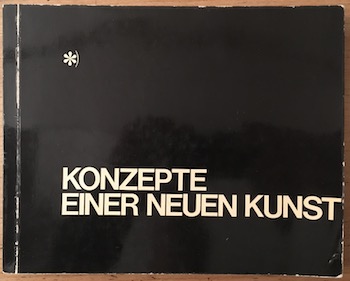 *)
KONZEPTE
EINER NEUEN KUNST